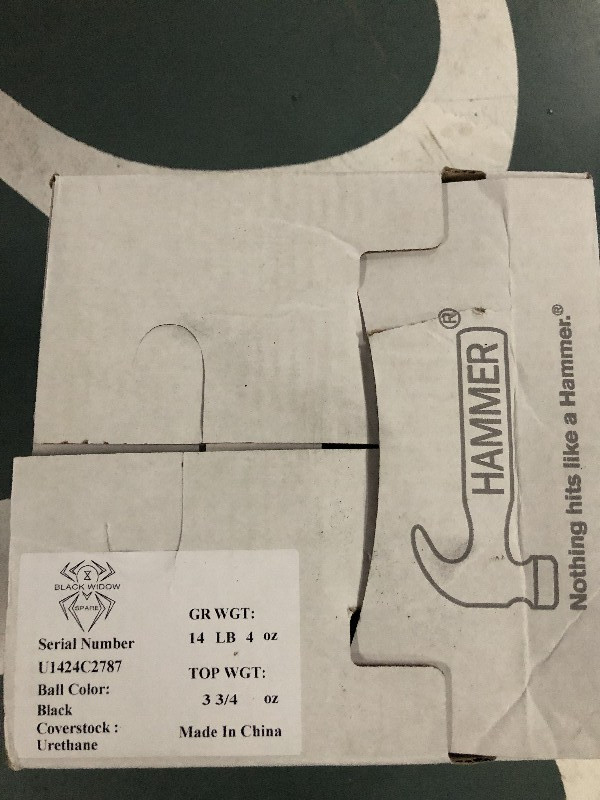 HAMMER®
Nothing hits like a Hammer.®
BLACK WIDOW
SPARE
Serial Number
U1424C2787
Ball Color:
Black
Coverstock :
Urethane
GR WGT:
14 LB 4 oz
TOP WGT:
3 3/4 oz
Made In China